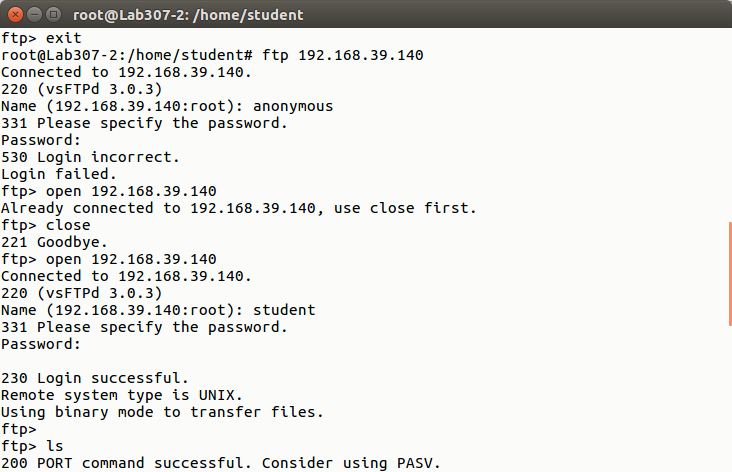 root@Lab307-2: /home/student
ftp> exit
root@Lab307-2:/home/student# ftp 192.168.39.140
Connected to 192.168.39.140.
220 (vsFTPd 3.0.3)
Name (192.168.39.140:root): anonymous
331 Please specify the password.
Password:
530 Login incorrect.
Login failed.
ftp> open 192.168.39.140
Already connected to 192.168.39.140, use close first.
ftp> close
221 Goodbye.
ftp> open 192.168.39.140
Connected to 192.168.39.140.
220 (vsFTPd 3.0.3)
Name (192.168.39.140:root): student
331 Please specify the password.
Password:
230 Login successful.
Remote system type is UNIX.
Using binary mode to transfer files.
ftp>
ftp> ls
200 PORT command successful. Consider using PASV.